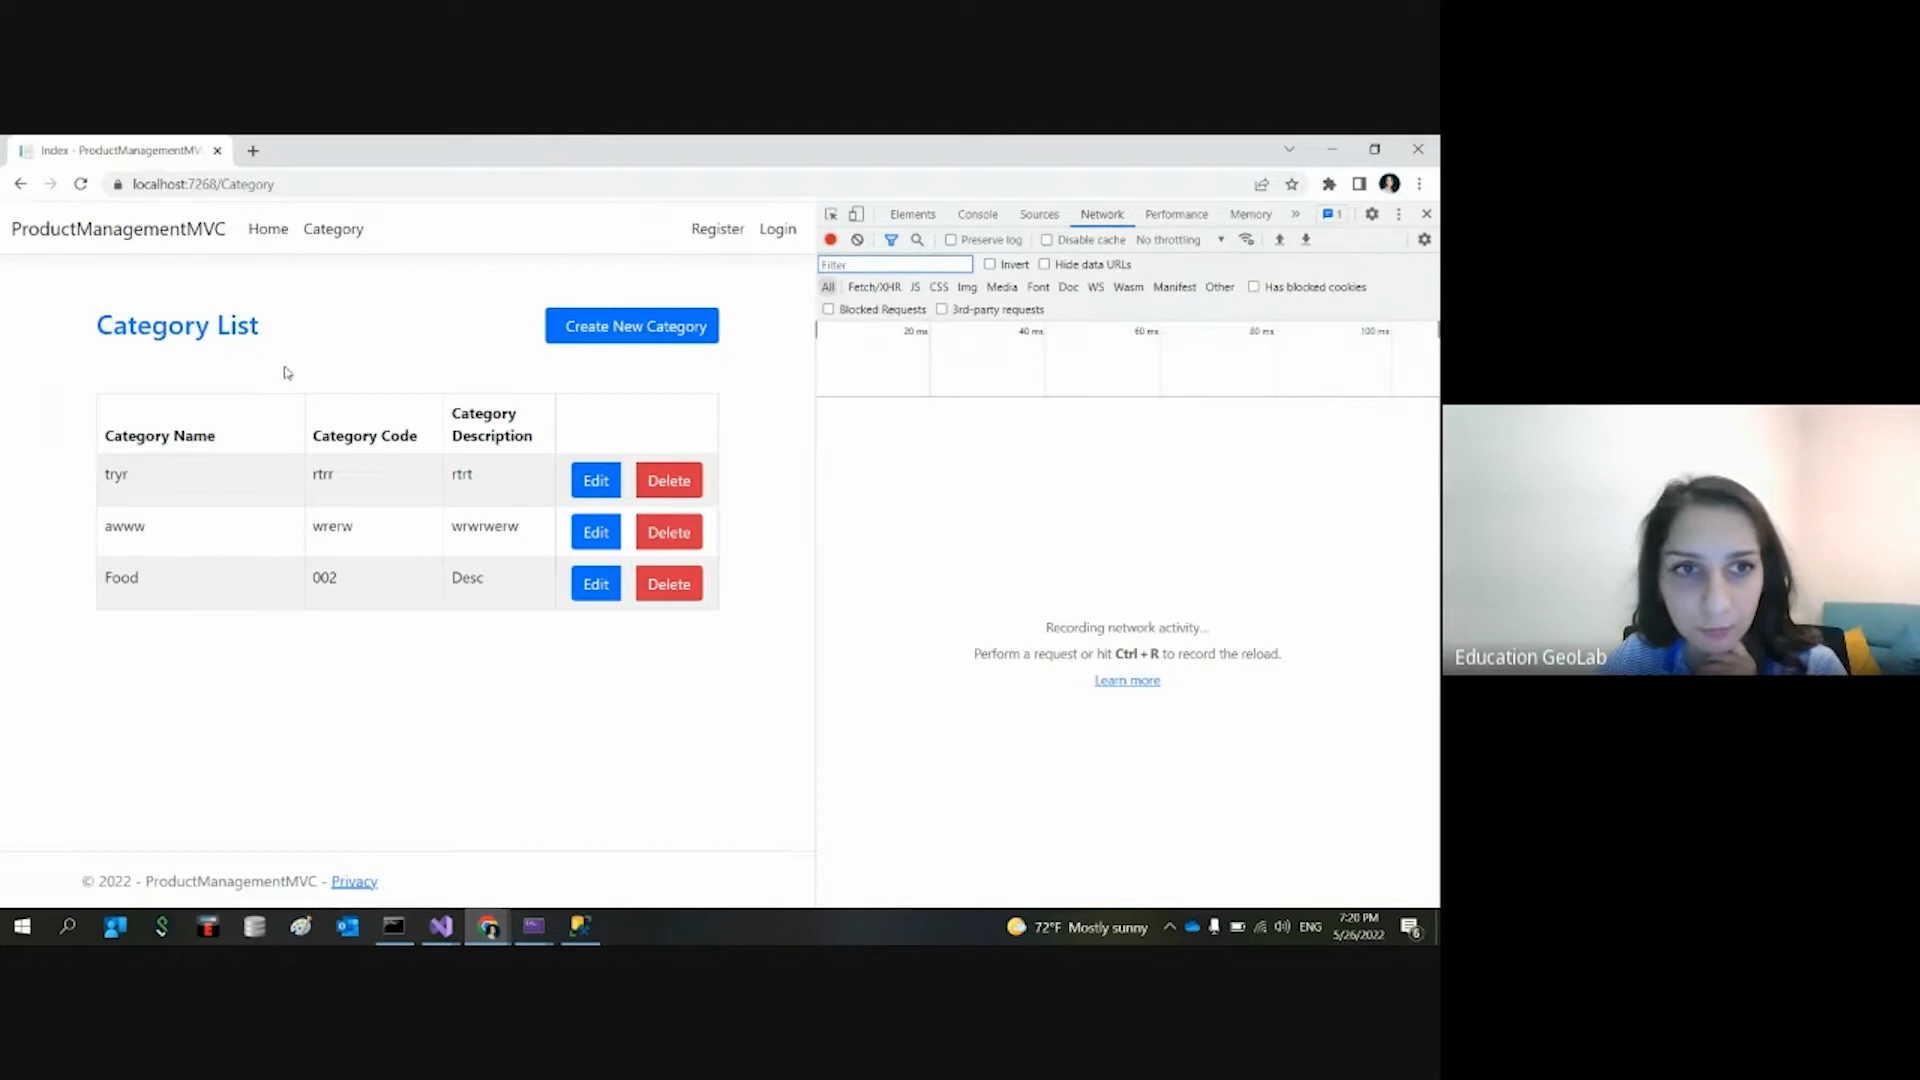 Index - ProductManagementMV
localhost:7268/Category
ProductManagementMVC Home Category Register Login
Category List
Create New Category
Category Name Category Code Category Description
tryr rtrr rtrt Edit Delete
awww wrerw wrwrwerw Edit Delete
Food 002 Desc Edit Delete
© 2022 - ProductManagementMVC - Privacy
Elements Console Sources Network Performance Memory » 1
Preserve log Disable cache No throttling
Filter Invert Hide data URLs
All Fetch/XHR JS CSS Img Media Font Doc WS Wasm Manifest Other Has blocked cookies
Blocked Requests 3rd-party requests
20 ms 40 ms 60 ms 80 ms 100 ms
Recording network activity...
Perform a request or hit Ctrl + R to record the reload.
Learn more
72°F Mostly sunny ENG 7:20 PM
5/26/2022 6
Education GeoLab